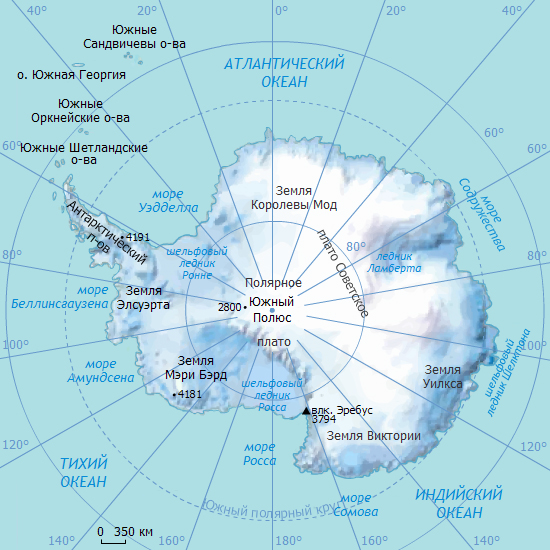 40°
20°
0°
20°
40°
Южные
Сандвичевы о-ва
о. Южная Георгия
АТЛАНТИЧЕСКИЙ
ОКЕАН
Южные
Оркнейские о-ва
60°
60°
Южные Шетландские
о-ва
море
Уэдделла
Земля
Королевы Мод
море
Содружества
Антарктический
п-ов
4191
шельфовый
ледник
Ронне
плато Советское
80°
ледник
Ламберта
80°
80°
море
Беллинсгаузена
Земля
Элсуэрта
Полярное
2800
Южный
Полюс
плато
100°
100°
море
Амундсена
Земля
Мэри Бэрд
4181
шельфовый
ледник
Росса
Земля
Уилкса
шельфовый
ледник Шеклтона
влк. Эребус
3794
Земля Виктории
120°
120°
море
Росса
ТИХИЙ
ОКЕАН
Южный полярный круг
море
Сомова
ИНДИЙСКИЙ
ОКЕАН
0 350 км
140°
160°
180°
160°
140°